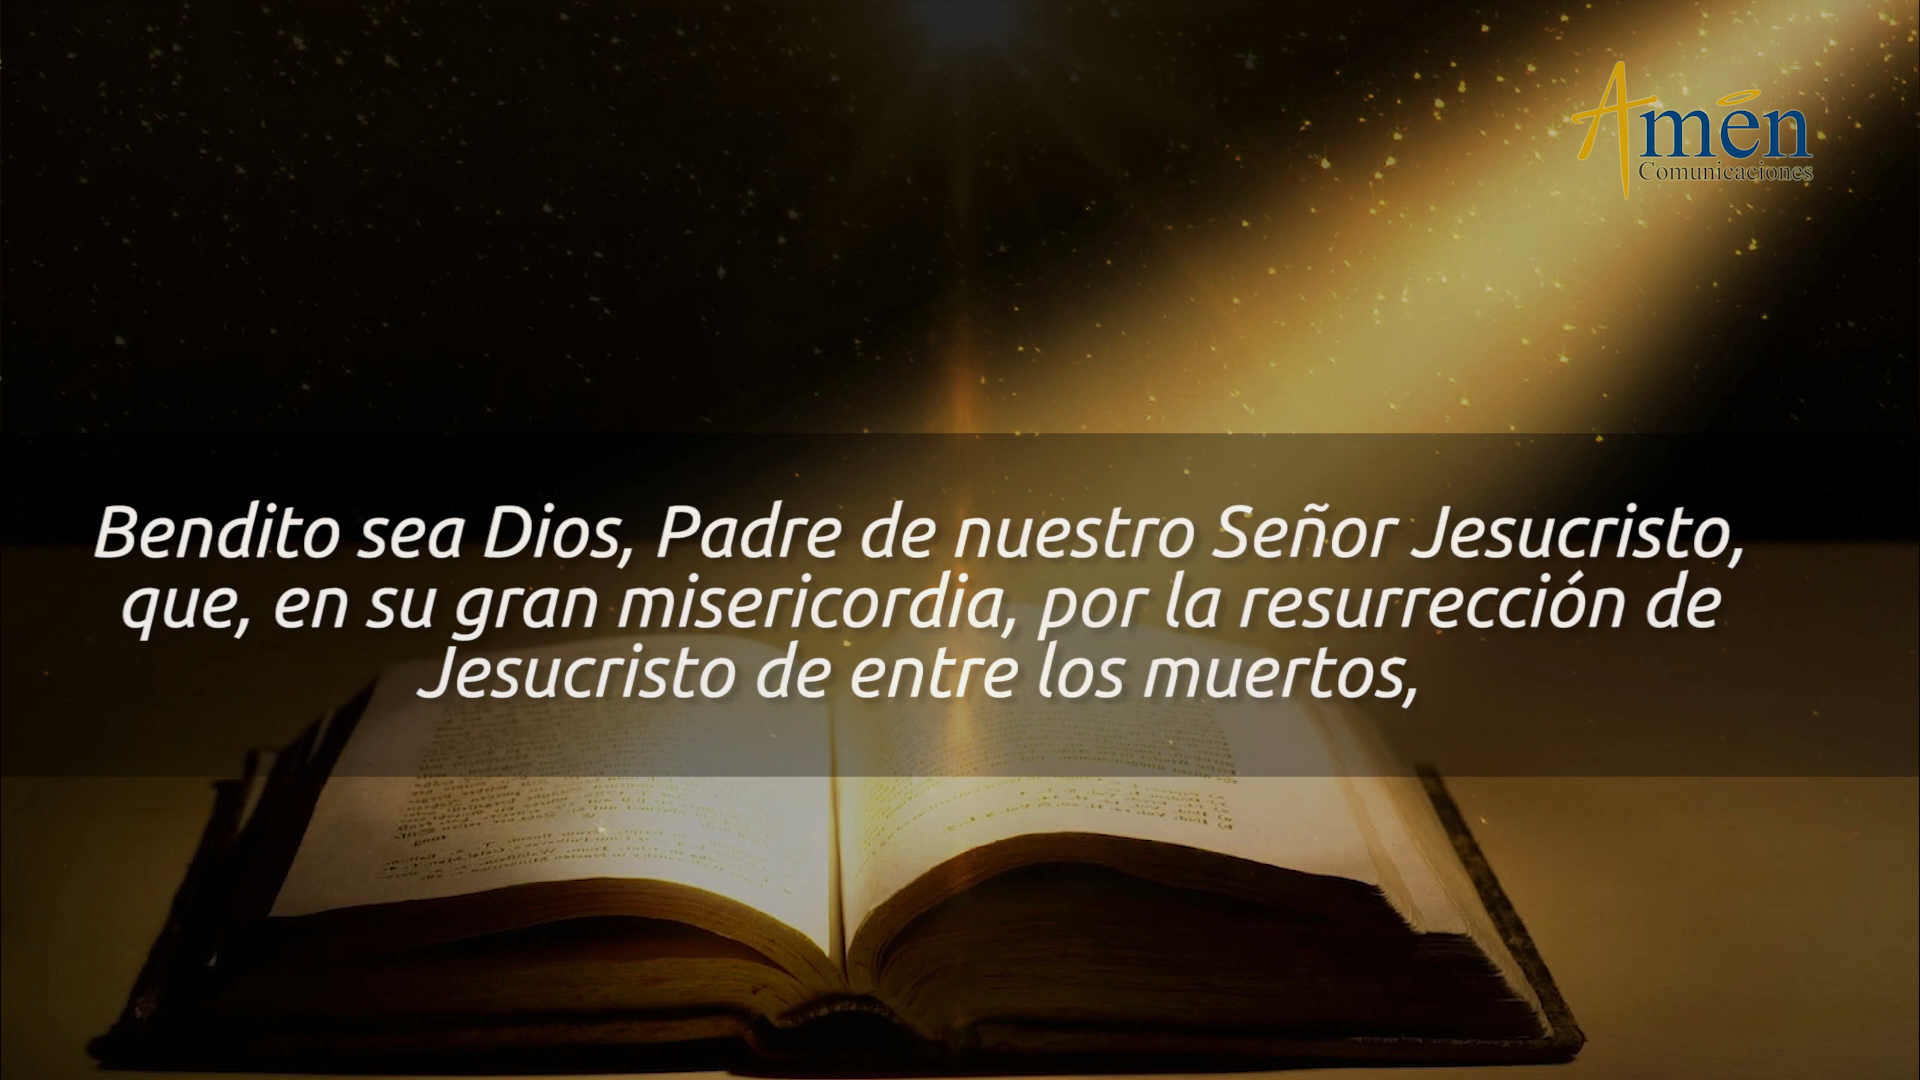 Amén
Comunicaciones
Bendito sea Dios, Padre de nuestro Señor Jesucristo,
que, en su gran misericordia, por la resurrección de
Jesucristo de entre los muertos,